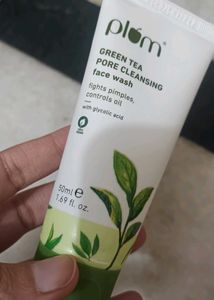 plum
GREEN TEA
PORE CLEANSING
face wash
fights pimples,
controls oil
with glycolic acid
50ml e
1.69 fl. oz.